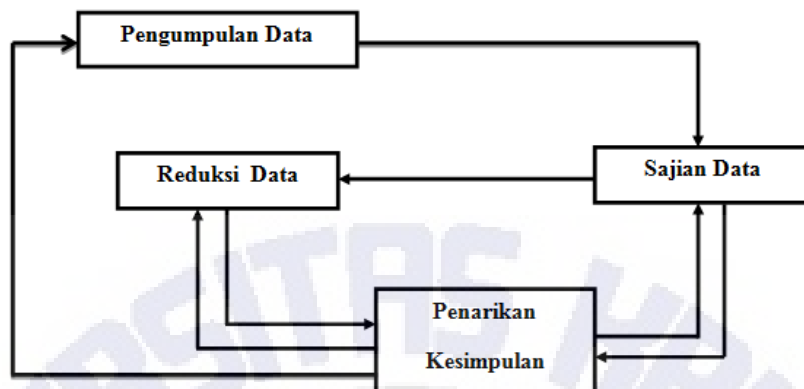 Pengumpulan Data
Reduksi Data
Sajian Data
Penarikan
Kesimpulan